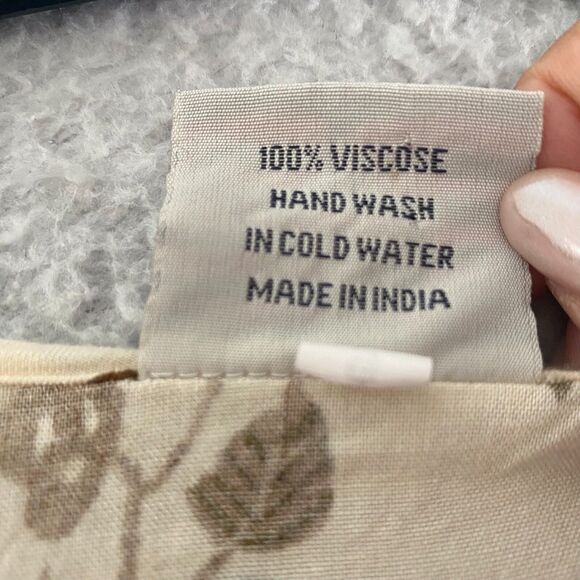 100% VISCOSE
HAND WASH
IN COLD WATER
MADE IN INDIA